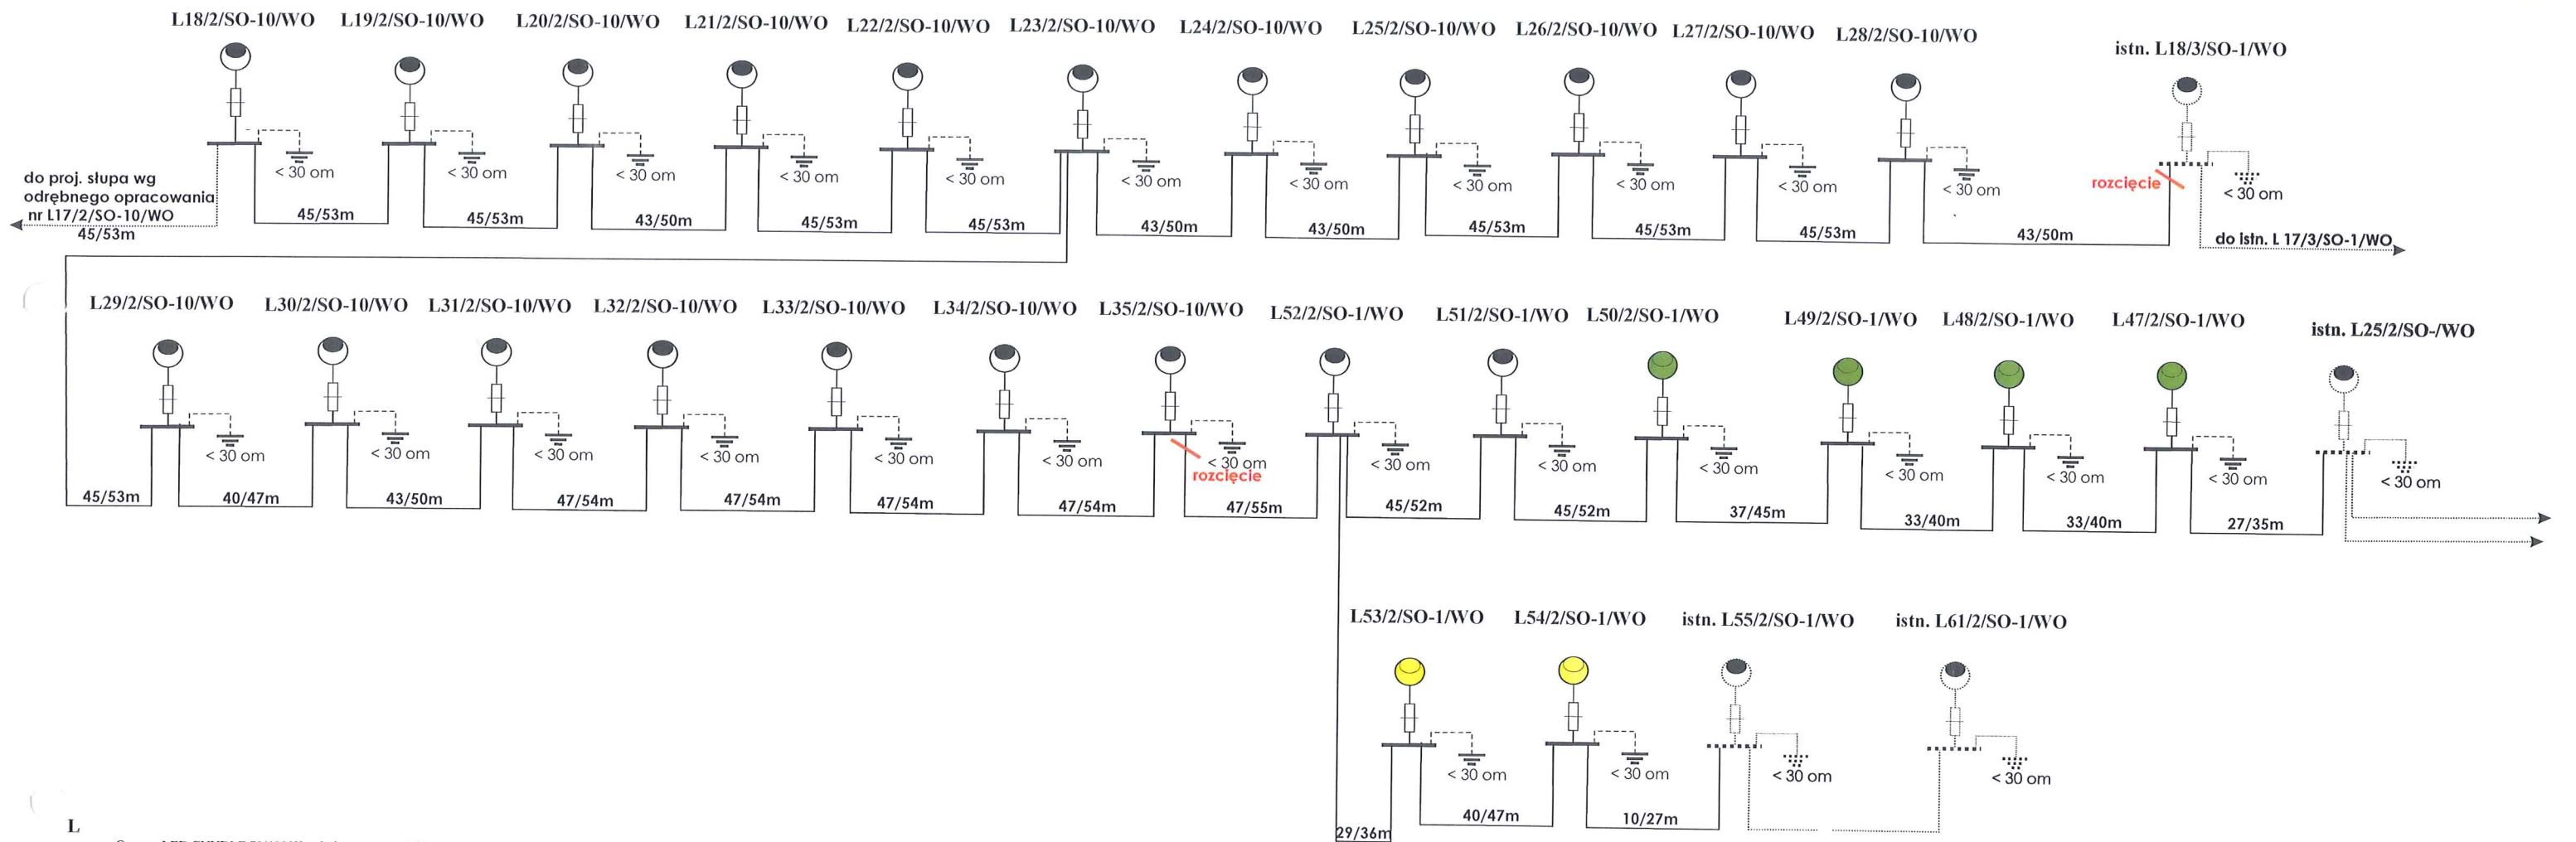 L18/2/SO-10/WO L19/2/SO-10/WO L20/2/SO-10/WO L21/2/SO-10/WO L22/2/SO-10/WO L23/2/SO-10/WO L24/2/SO-10/WO L25/2/SO-10/WO L26/2/SO-10/WO L27/2/SO-10/WO L28/2/SO-10/WO istn. L18/3/SO-1/WO
< 30 om < 30 om < 30 om < 30 om < 30 om < 30 om < 30 om < 30 om < 30 om < 30 om < 30 om < 30 om
rozcięcie
do proj. słupa wg
odrębnego opracowania
nr L17/2/SO-10/WO
45/53m
45/53m 45/53m 43/50m 45/53m 45/53m 43/50m 43/50m 45/53m 45/53m 45/53m 43/50m
do istn. L 17/3/SO-1/WO
L29/2/SO-10/WO L30/2/SO-10/WO L31/2/SO-10/WO L32/2/SO-10/WO L33/2/SO-10/WO L34/2/SO-10/WO L35/2/SO-10/WO L52/2/SO-1/WO L51/2/SO-1/WO L50/2/SO-1/WO L49/2/SO-1/WO L48/2/SO-1/WO L47/2/SO-1/WO istn. L25/2/SO-/WO
< 30 om < 30 om < 30 om < 30 om < 30 om < 30 om < 30 om < 30 om < 30 om < 30 om < 30 om < 30 om < 30 om < 30 om
rozcięcie
45/53m 40/47m 43/50m 47/54m 47/54m 47/54m 47/54m 47/55m 45/52m 45/52m 37/45m 33/40m 33/40m 27/35m
L53/2/SO-1/WO L54/2/SO-1/WO istn. L55/2/SO-1/WO istn. L61/2/SO-1/WO
< 30 om < 30 om < 30 om < 30 om
29/36m 40/47m 10/27m
L